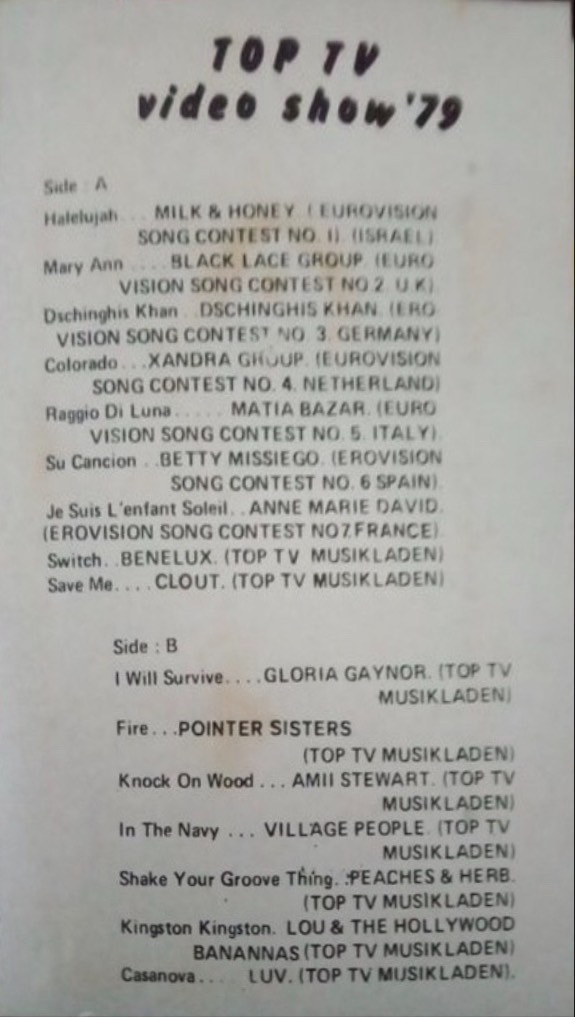 TOP TV
video show'79
Side : A
Halelujah... MILK & HONEY. ( EUROVISION
SONG CONTEST NO. I). (ISRAEL)
Mary Ann .... BLACK LACE GROUP. (EURO
VISION SONG CONTEST NO.2. U.K)
Dschinghis Khan . .DSCHINGHIS KHAN. (ERO
VISION SONG CONTEST NO. 3. GERMANY)
Colorado...XANDRA GROUP. (EUROVISION
SONG CONTEST NO. 4. NETHERLAND)
Raggio Di Luna..... MATIA BAZAR. (EURO
VISION SONG CONTEST NO. 5. ITALY).
Su Cancion ..BETTY MISSIEGO. (EROVISION
SONG CONTEST NO. 6 SPAIN).
Je Suis L'enfant Soleil..ANNE MARIE DAVID.
(EROVISION SONG CONTEST NO7.FRANCE).
Switch..BENELUX. (TOP TV MUSIKLADEN)
Save Me.... CLOUT. (TOP TV MUSIKLADEN)
Side : B
I Will Survive....GLORIA GAYNOR. (TOP TV
MUSIKLADEN)
Fire...POINTER SISTERS
(TOP TV MUSIKLADEN)
Knock On Wood ... AMII STEWART. (TOP TV
MUSIKLADEN)
In The Navy ... VILLAGE PEOPLE. (TOP TV
MUSIKLADEN)
Shake Your Groove Thing. .PEACHES & HERB.
(TOP TV MUSIKLADEN)
Kingston Kingston. LOU & THE HOLLYWOOD
BANANNAS (TOP TV MUSIKLADEN)
Casanova.... LUV. (TOP TV MUSIKLADEN).